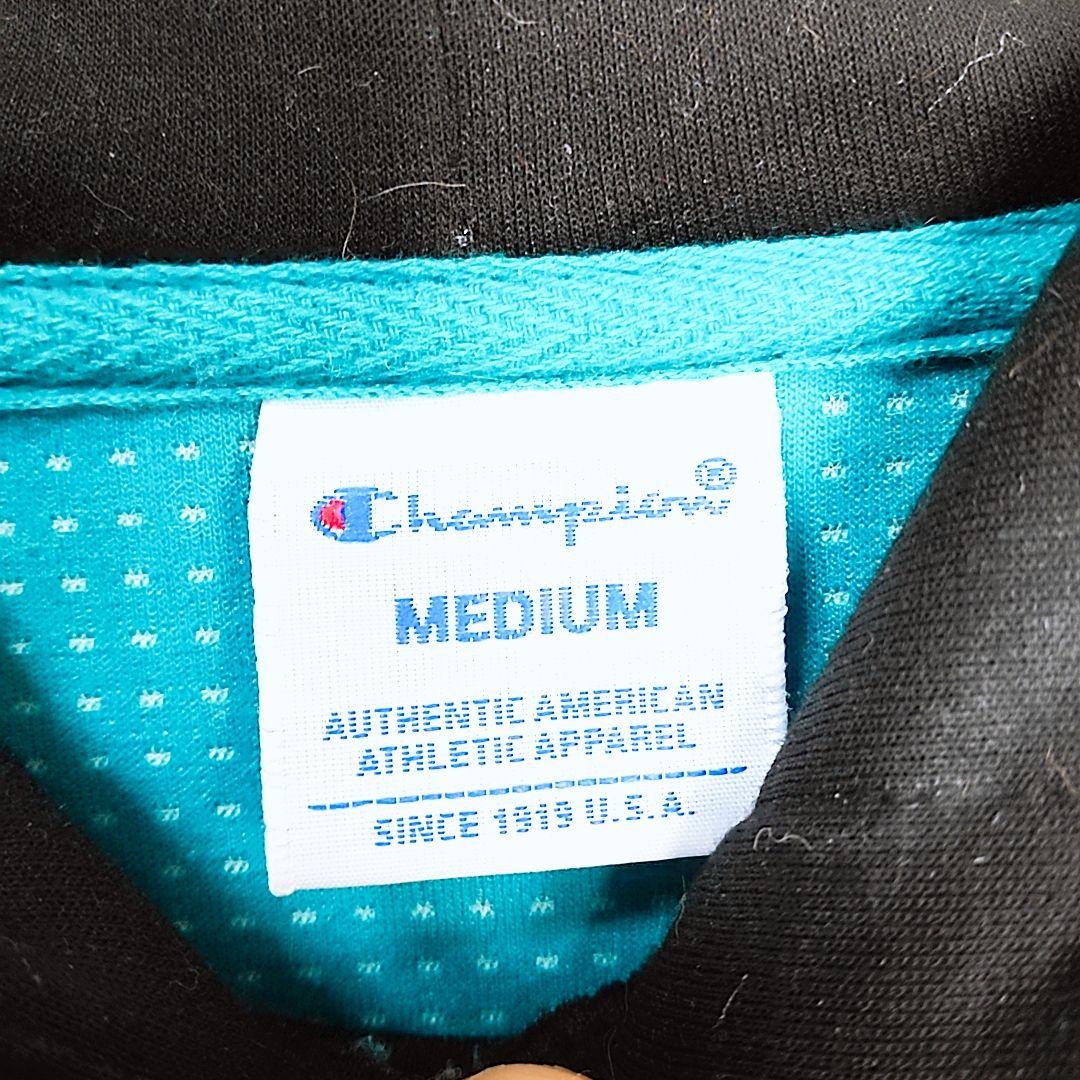 Champion®
MEDIUM
AUTHENTIC AMERICAN
ATHLETIC APPAREL
SINCE 1919 U.S.A.